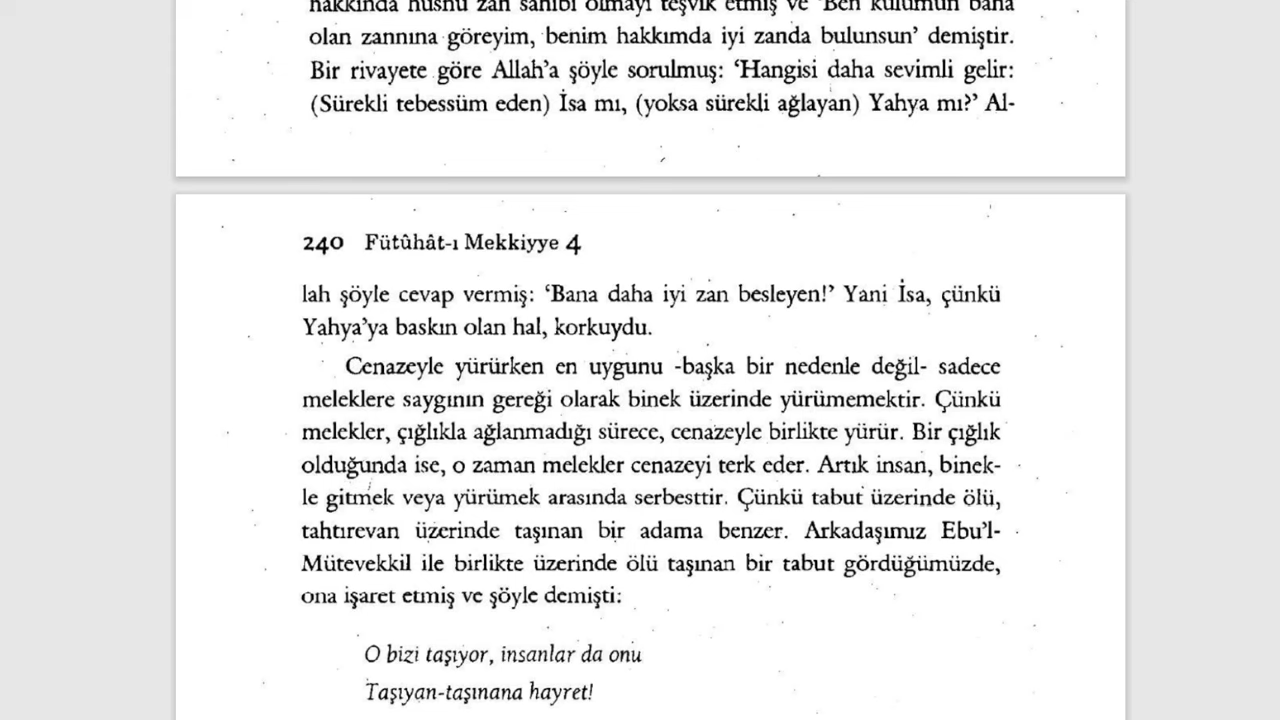 hakkında hüsnü zan sahibi olmayı teşvik etmiş ve 'Ben kulumun bana
olan zannına göreyim, benim hakkımda iyi zanda bulunsun' demiştir.
Bir rivayete göre Allah'a şöyle sorulmuş: 'Hangisi daha sevimli gelir:
(Sürekli tebessüm eden) İsa mı, (yoksa sürekli ağlayan) Yahya mı?' Al-
240 Fütûhât-ı Mekkiyye 4
lah şöyle cevap vermiş: 'Bana daha iyi zan besleyen!' Yani İsa, çünkü
Yahya'ya baskın olan hal, korkuydu.
Cenazeyle yürürken en uygunu -başka bir nedenle değil- sadece
meleklere saygının gereği olarak binek üzerinde yürümemektir. Çünkü
melekler, çığlıkla ağlanmadığı sürece, cenazeyle birlikte yürür. Bir çığlık
olduğunda ise, o zaman melekler cenazeyi terk eder. Artık insan, binek-
le gitmek veya yürümek arasında serbesttir. Çünkü tabut üzerinde ölü,
tahtırevan üzerinde taşınan bir adama benzer. Arkadaşımız Ebu'l-
Mütevekkil ile birlikte üzerinde ölü taşınan bir tabut gördüğümüzde,
ona işaret etmiş ve şöyle demişti:
O bizi taşıyor, insanlar da onu
Taşıyan-taşınana hayret!